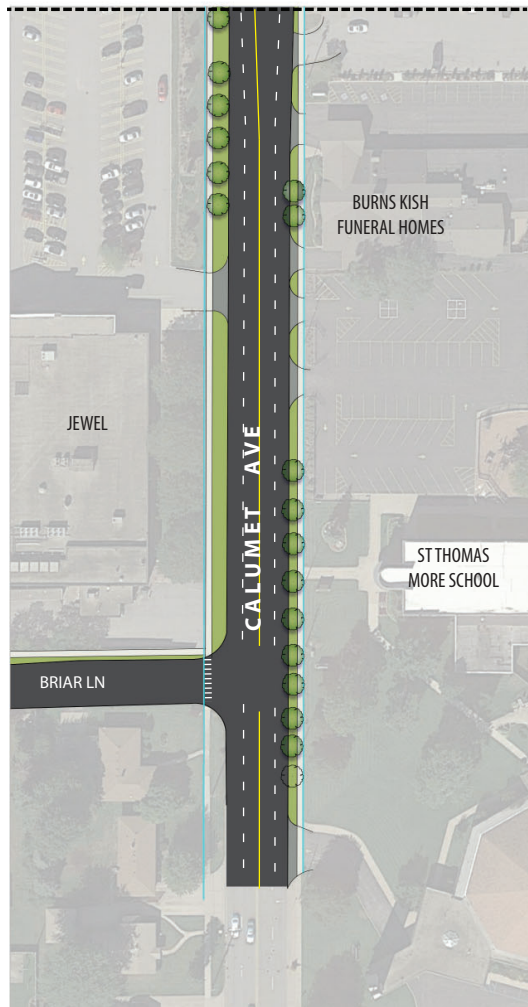 BURNS KISH
FUNERAL HOMES
JEWEL
CALUMET AVE
ST THOMAS
MORE SCHOOL
BRIAR LN